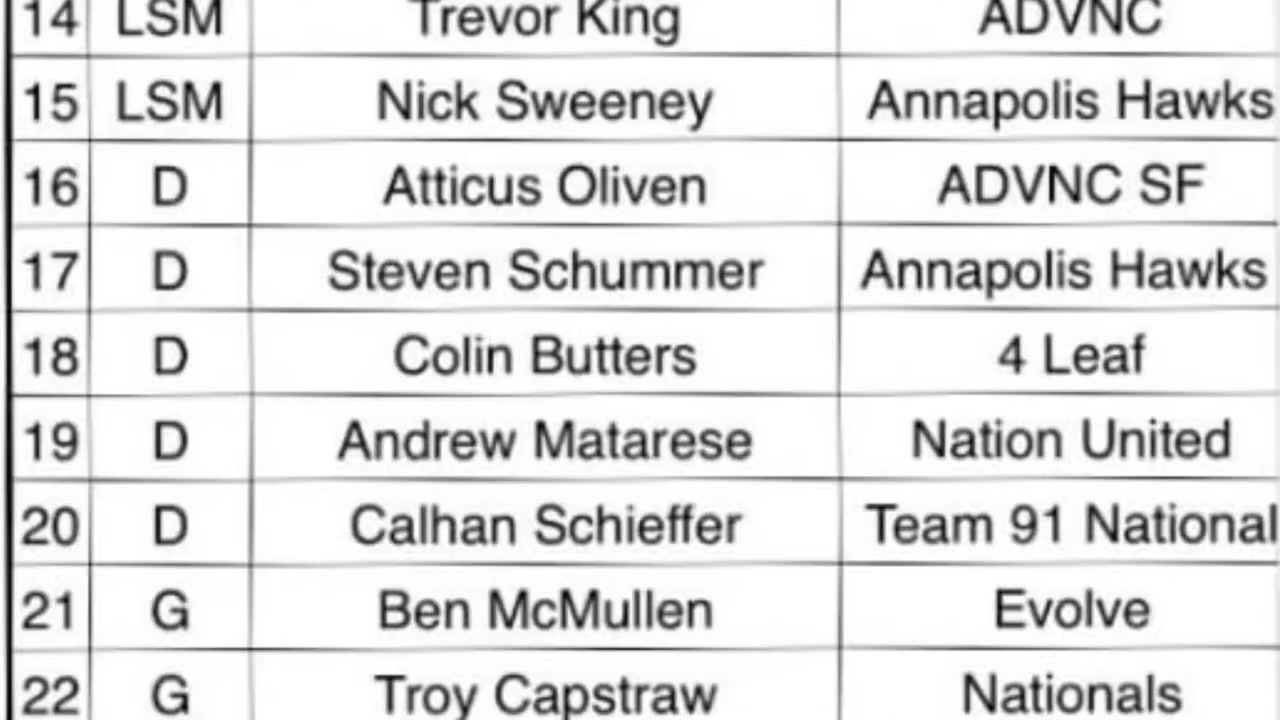 14 LSM Trevor King ADVNC
15 LSM Nick Sweeney Annapolis Hawks
16 D Atticus Oliven ADVNC SF
17 D Steven Schummer Annapolis Hawks
18 D Colin Butters 4 Leaf
19 D Andrew Matarese Nation United
20 D Calhan Schieffer Team 91 National
21 G Ben McMullen Evolve
22 G Troy Capstraw Nationals